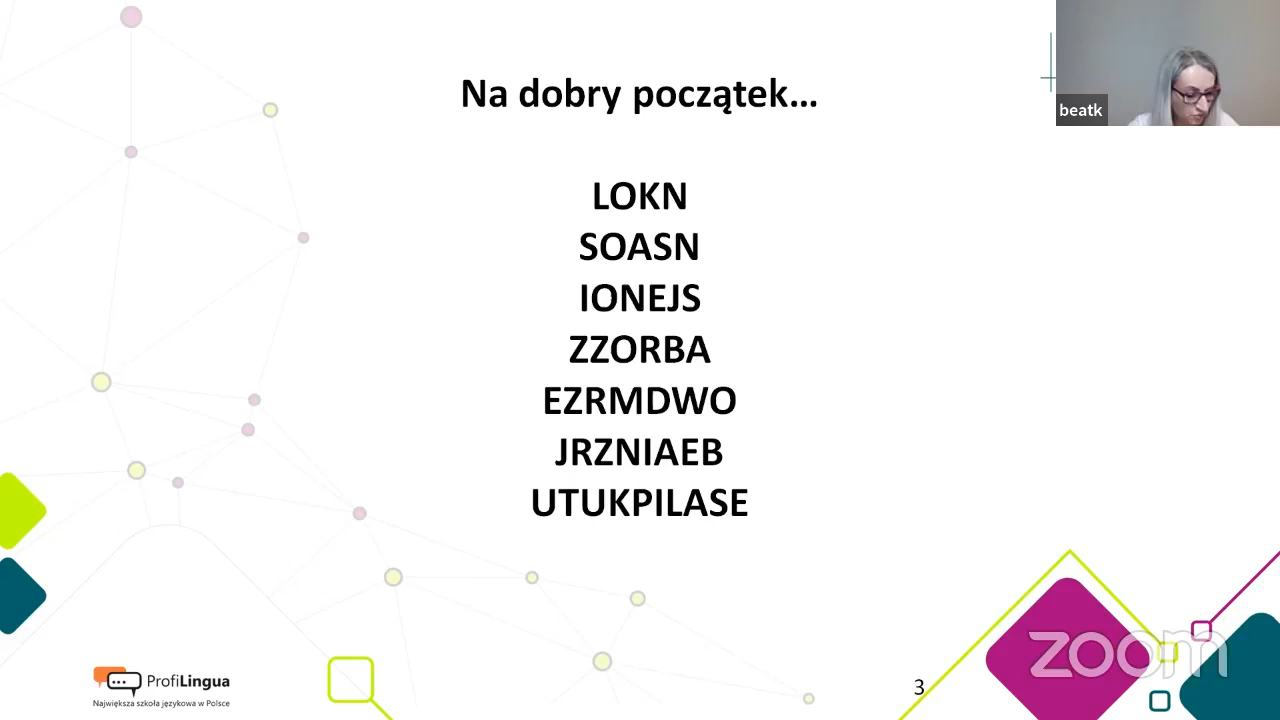 Na dobry początek...
beatk
LOKN
SOASN
IONEJS
ZZORBA
EZRMDWO
JRZNIAEB
UTUKPILASE
ProfiLingua
Największa szkoła językowa w Polsce
3
zoom